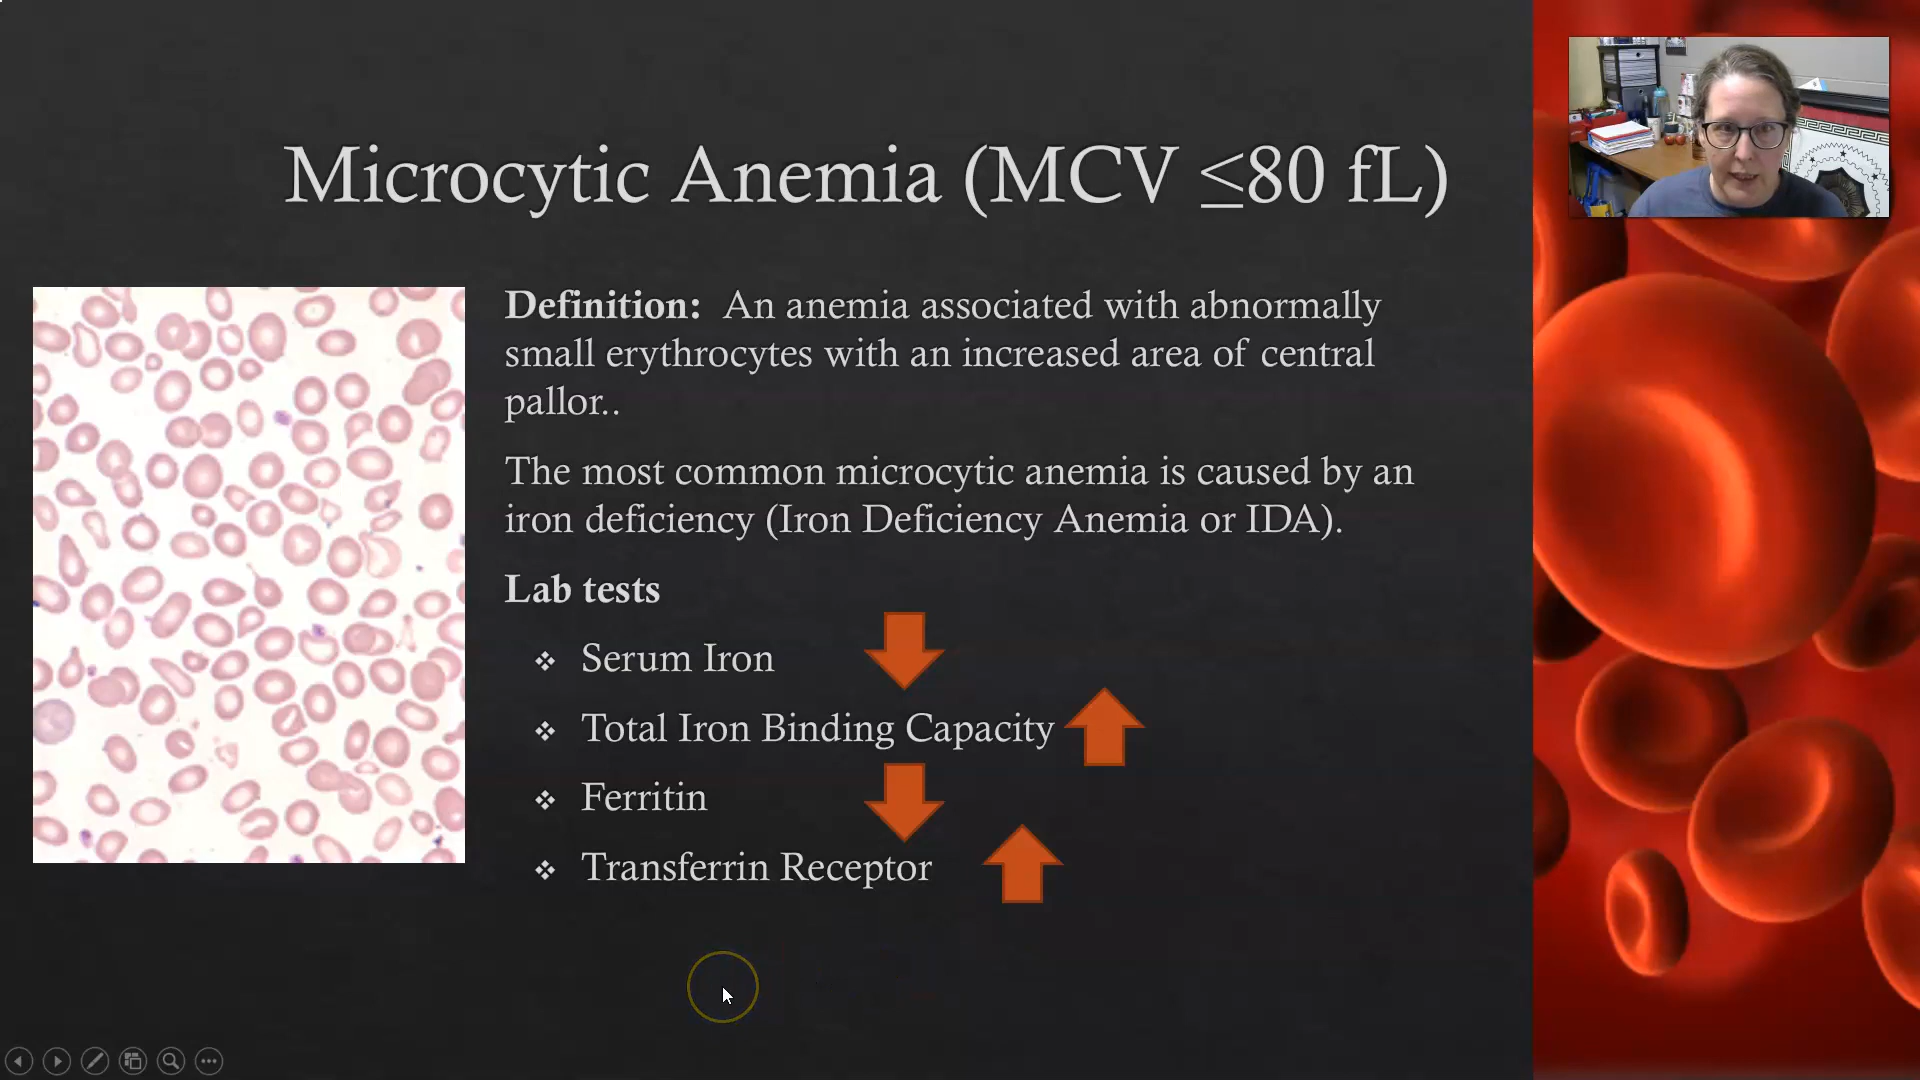 Microcytic Anemia (MCV ≤80 fL)
Definition: An anemia associated with abnormally
small erythrocytes with an increased area of central
pallor..
The most common microcytic anemia is caused by an
iron deficiency (Iron Deficiency Anemia or IDA).
Lab tests
❖ Serum Iron
❖ Total Iron Binding Capacity
❖ Ferritin
❖ Transferrin Receptor